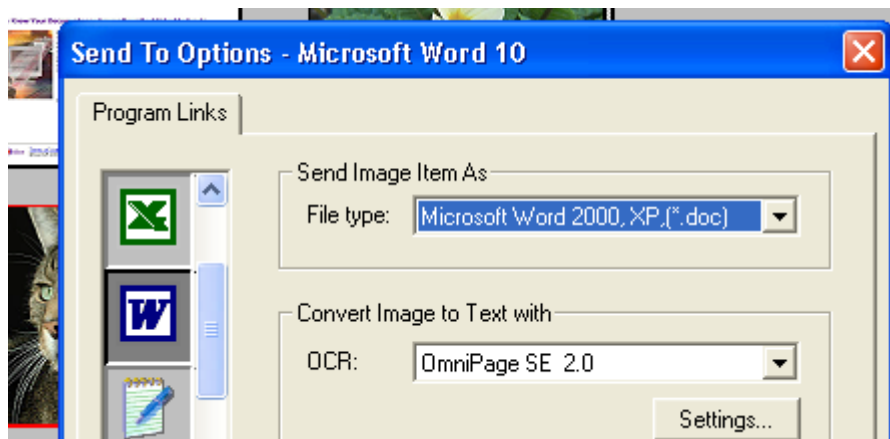 Send To Options - Microsoft Word 10
Program Links
Send Image Item As
File type: Microsoft Word 2000, XP,(*.doc)
Convert Image to Text with
OCR: OmniPage SE 2.0
Settings...